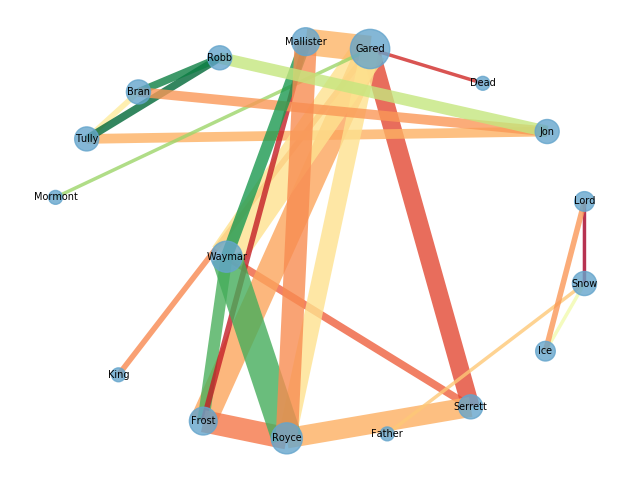 Mallister
Gared
Robb
Dead
Bran
Tully
Jon
Mormont
Lord
Waymar
Snow
Ice
King
Serrett
Frost
Father
Royce